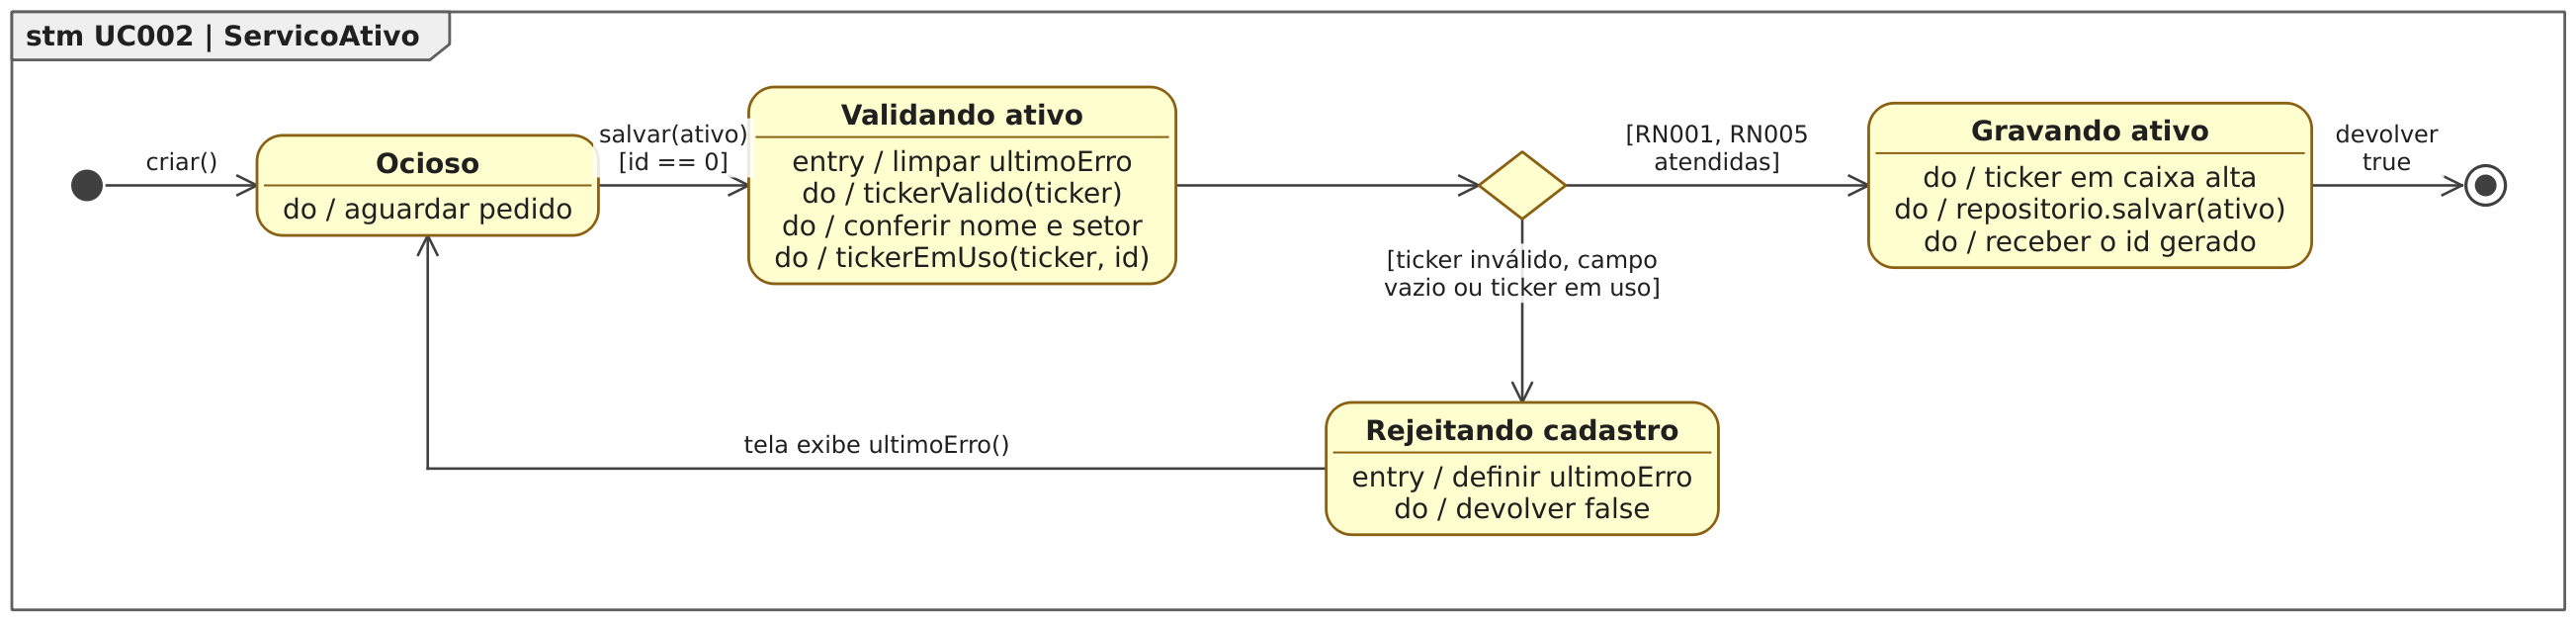 stm UC002 | ServicoAtivo
criar()
Ocioso
do / aguardar pedido
salvar(ativo)
[id == 0]
Validando ativo
entry / limpar ultimoErro
do / tickerValido(ticker)
do / conferir nome e setor
do / tickerEmUso(ticker, id)
[RN001, RN005
atendidas]
Gravando ativo
do / ticker em caixa alta
do / repositorio.salvar(ativo)
do / receber o id gerado
devolver
true
[ticker inválido, campo
vazio ou ticker em uso]
Rejeitando cadastro
entry / definir ultimoErro
do / devolver false
tela exibe ultimoErro()